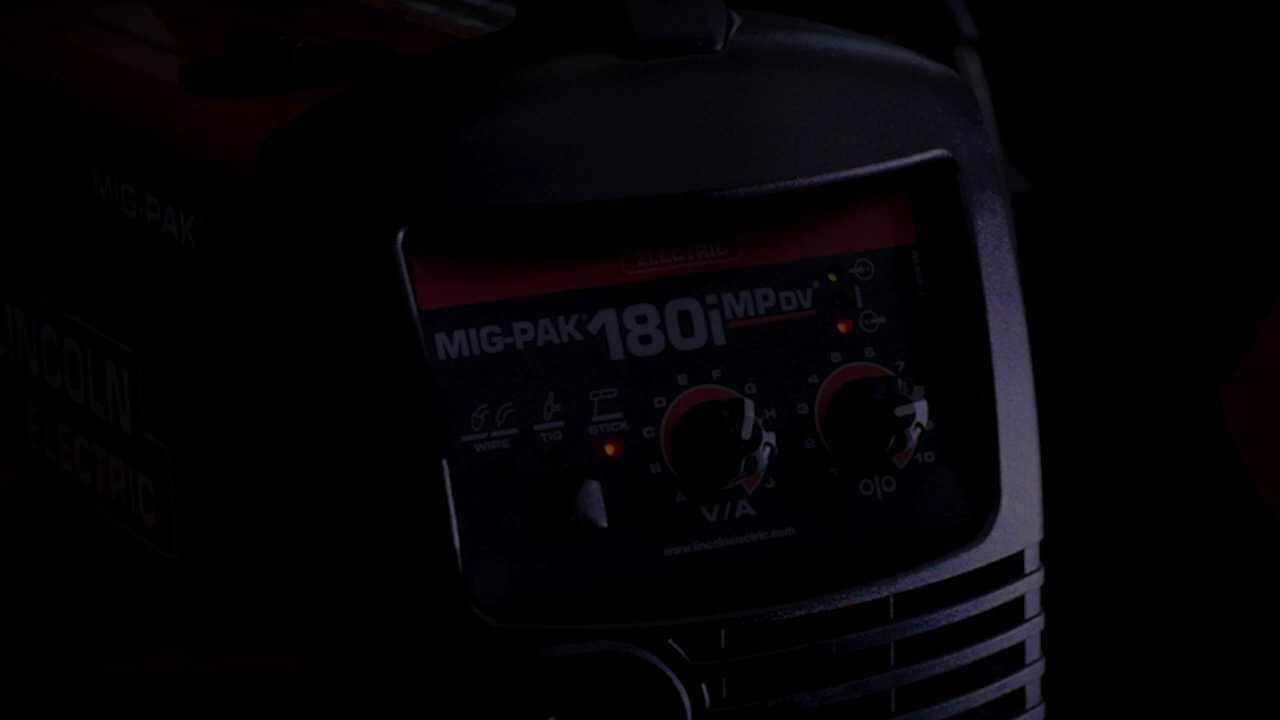 MIG-PAK
LINCOLN
ELECTRIC
ELECTRIC
MIG-PAK® 180i MP DV®
WIRE TIG STICK
A B C D E F G H J
V/A
1 2 3 4 5 6 7 8 9 10
www.lincolnelectric.com